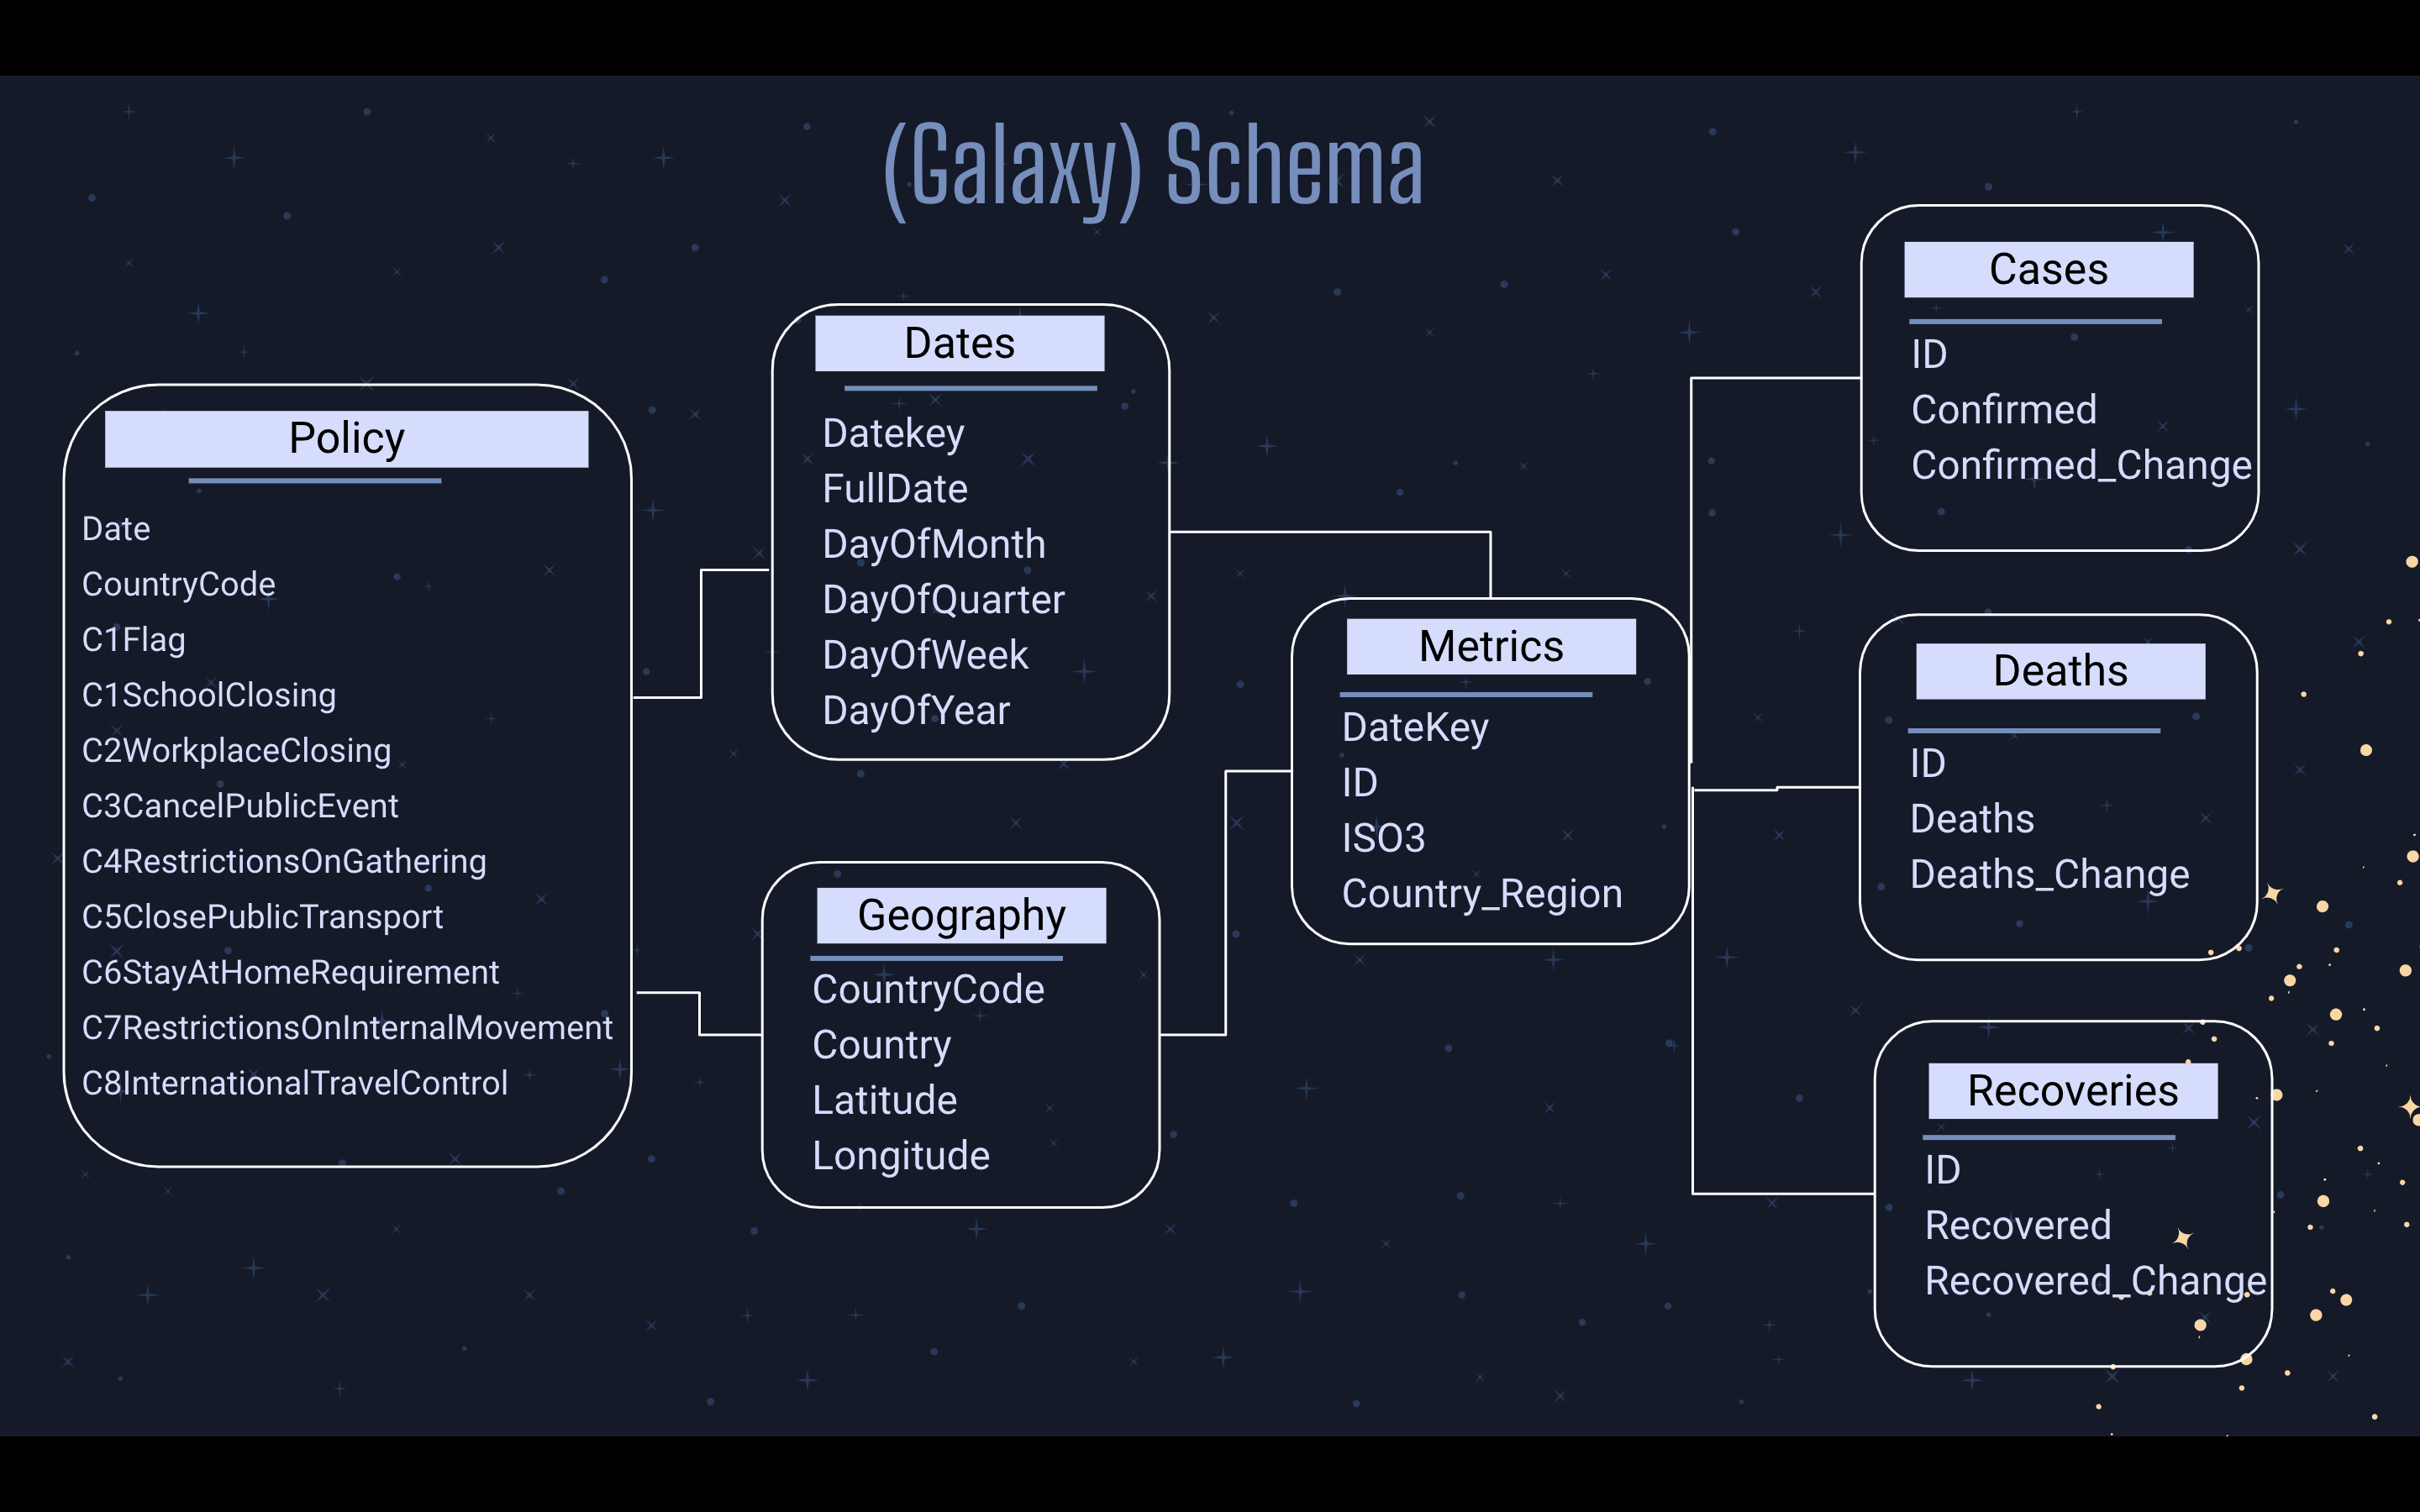 (Galaxy) Schema
Policy
Date
CountryCode
C1Flag
C1SchoolClosing
C2WorkplaceClosing
C3CancelPublicEvent
C4RestrictionsOnGathering
C5ClosePublicTransport
C6StayAtHomeRequirement
C7RestrictionsOnInternalMovement
C8InternationalTravelControl
Dates
Datekey
FullDate
DayOfMonth
DayOfQuarter
DayOfWeek
DayOfYear
Geography
CountryCode
Country
Latitude
Longitude
Metrics
DateKey
ID
ISO3
Country_Region
Cases
ID
Confirmed
Confirmed_Change
Deaths
ID
Deaths
Deaths_Change
Recoveries
ID
Recovered
Recovered_Change